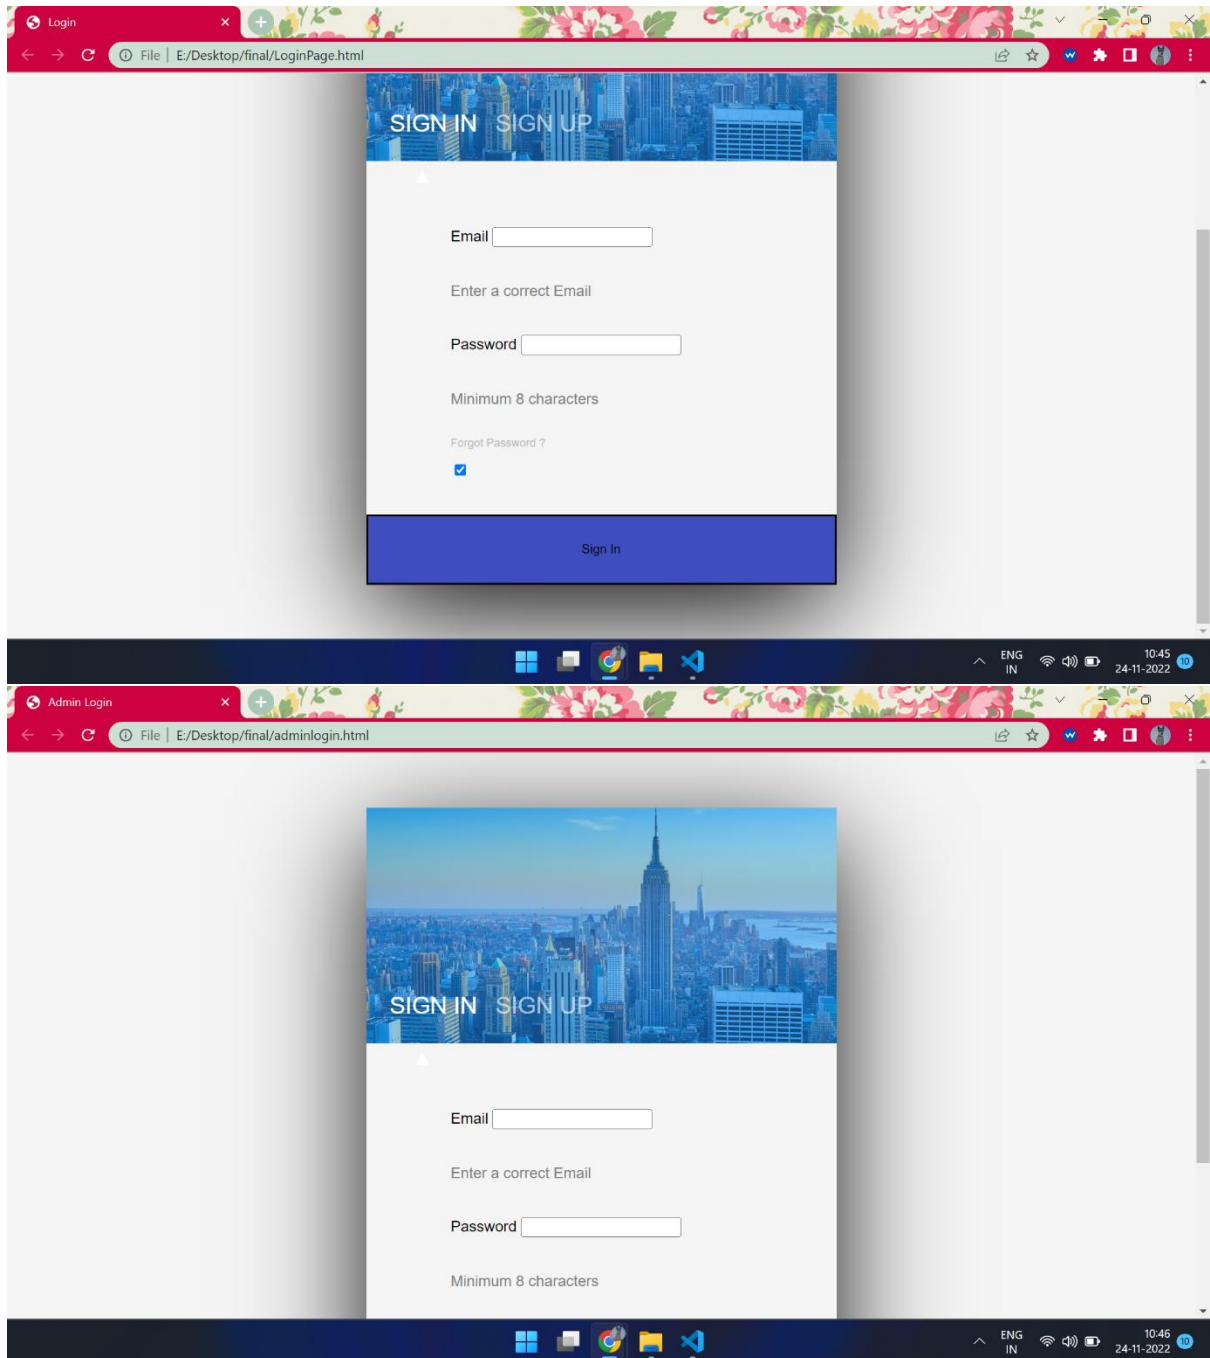 Login
File | E:/Desktop/final/LoginPage.html
SIGN IN SIGN UP
Email
Enter a correct Email
Password
Minimum 8 characters
Forgot Password ?
Sign In
ENG
IN
10:45
24-11-2022
10
Admin Login
File | E:/Desktop/final/adminlogin.html
SIGN IN SIGN UP
Email
Enter a correct Email
Password
Minimum 8 characters
ENG
IN
10:46
24-11-2022
10